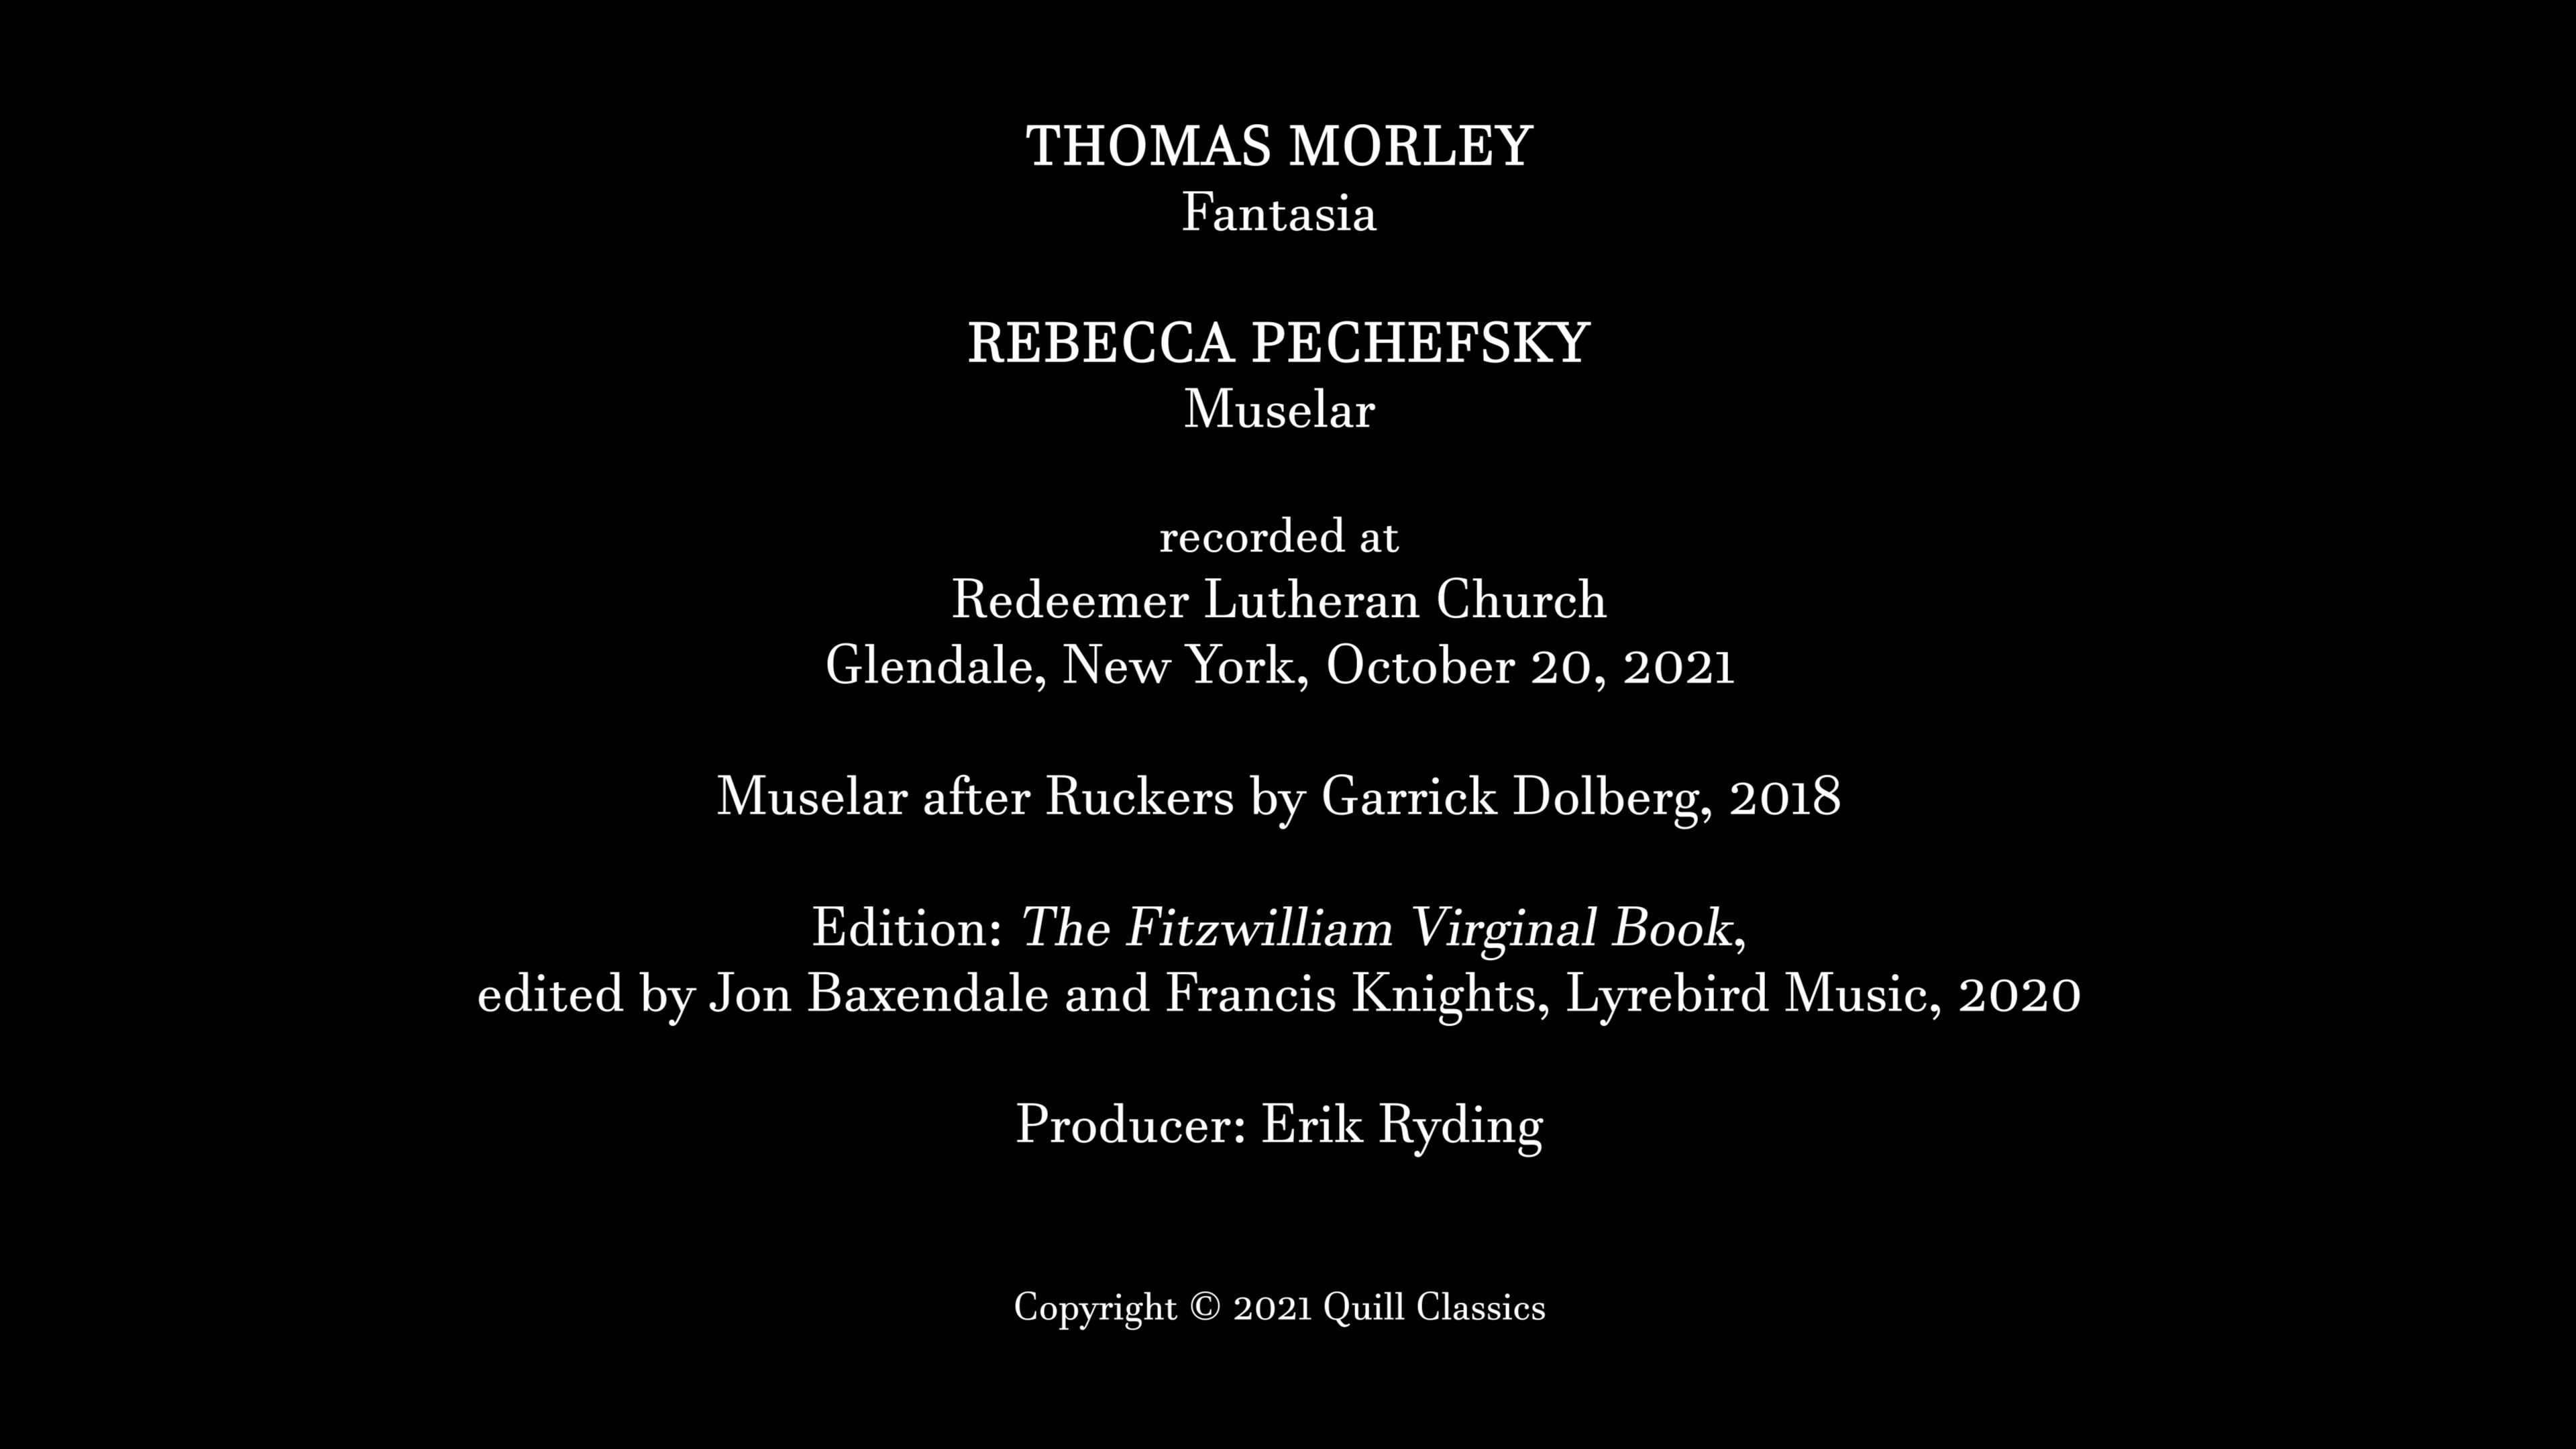 THOMAS MORLEY
Fantasia
REBECCA PECHEFSKY
Muselar
recorded at
Redeemer Lutheran Church
Glendale, New York, October 20, 2021
Muselar after Ruckers by Garrick Dolberg, 2018
Edition: The Fitzwilliam Virginal Book,
edited by Jon Baxendale and Francis Knights, Lyrebird Music, 2020
Producer: Erik Ryding
Copyright © 2021 Quill Classics